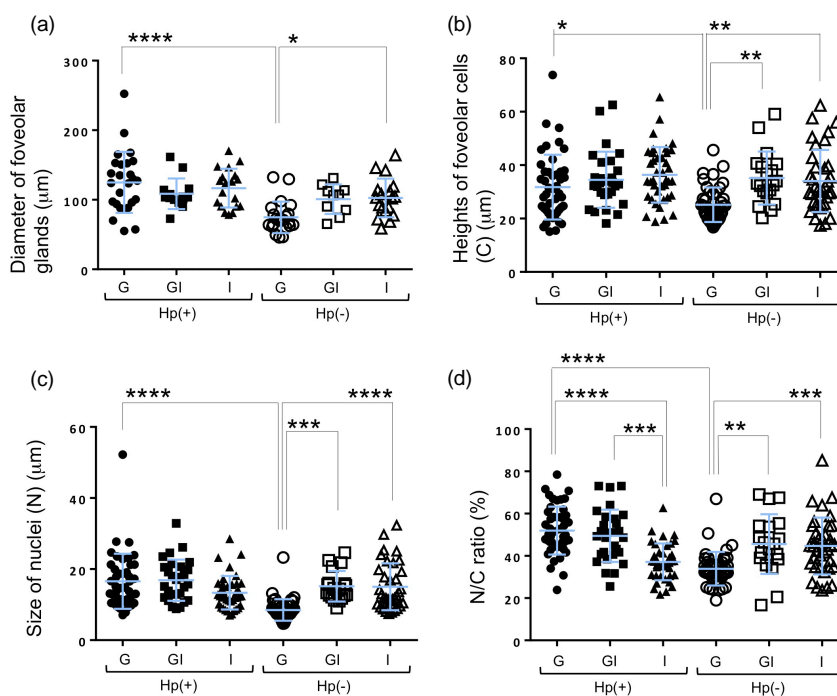 (a)
**** *
Diameter of foveolar
glands (μm)
300
200
100
0
G GI I G GI I
Hp(+) Hp(-)
(b)
* **
**
Heights of foveolar cells
(C) (μm)
80
60
40
20
0
G GI I G GI I
Hp(+) Hp(-)
(c)
**** ****
***
Size of nuclei (N) (μm)
60
40
20
0
G GI I G GI I
Hp(+) Hp(-)
(d)
****
**** ***
*** **
N/C ratio (%)
100
80
60
40
20
0
G GI I G GI I
Hp(+) Hp(-)